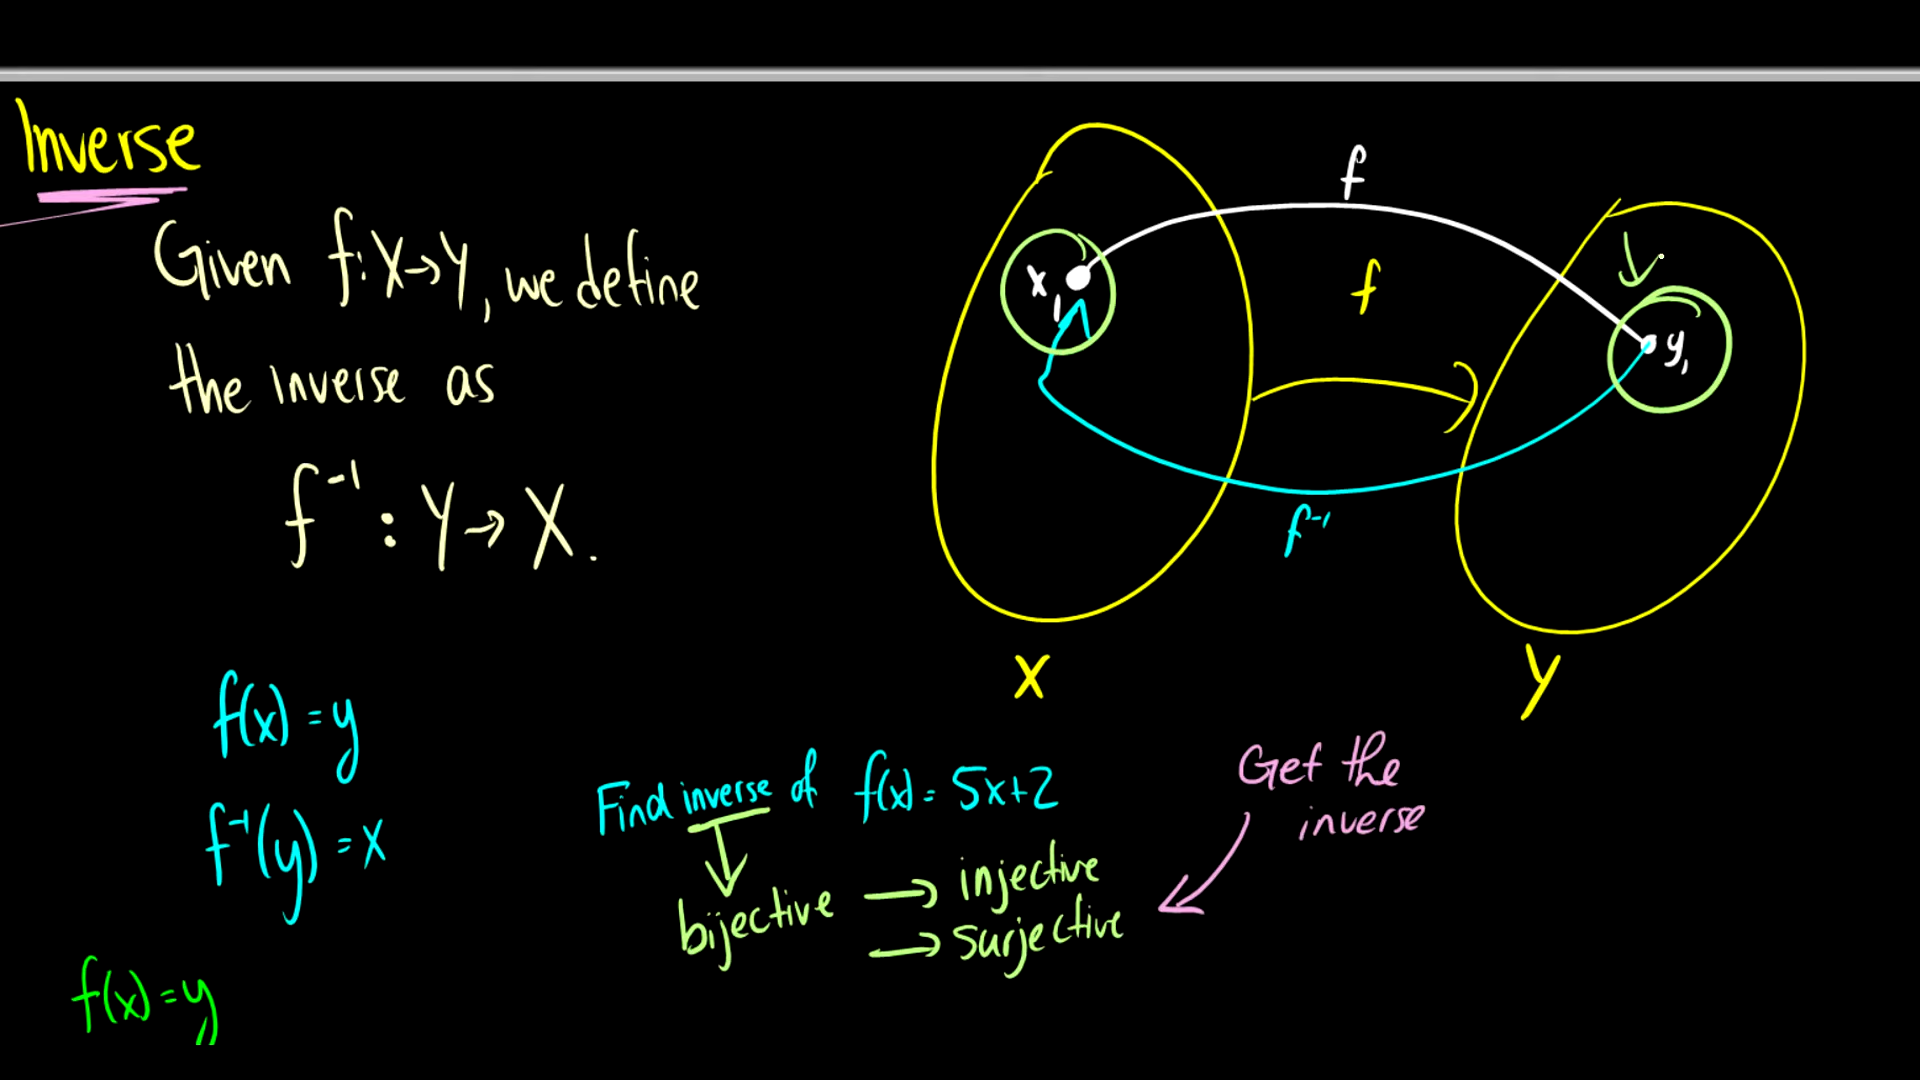 Inverse
Given f: X→Y, we define
the inverse as
f⁻¹ : Y → X.
f
f
x₁
y₁
f⁻¹
X
Y
f(x) = y
f⁻¹(y) = x
Find inverse of f(x) = 5x+2
bijective → injective
→ surjective
Get the
inverse
f(x) = y